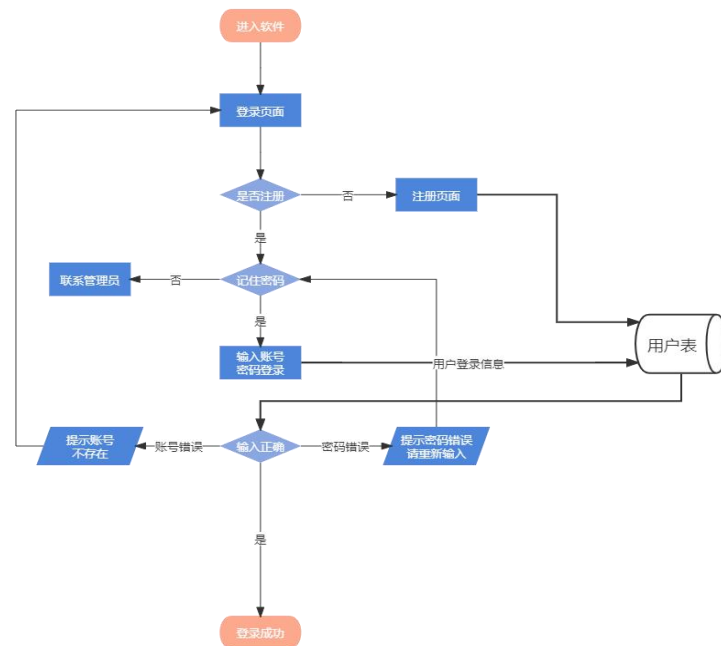 进入软件
登录页面
是否注册
否
注册页面
是
联系管理员
否
记住密码
是
输入账号
密码登录
用户登录信息
用户表
提示账号
不存在
账号错误
输入正确
密码错误
提示密码错误
请重新输入
是
登录成功